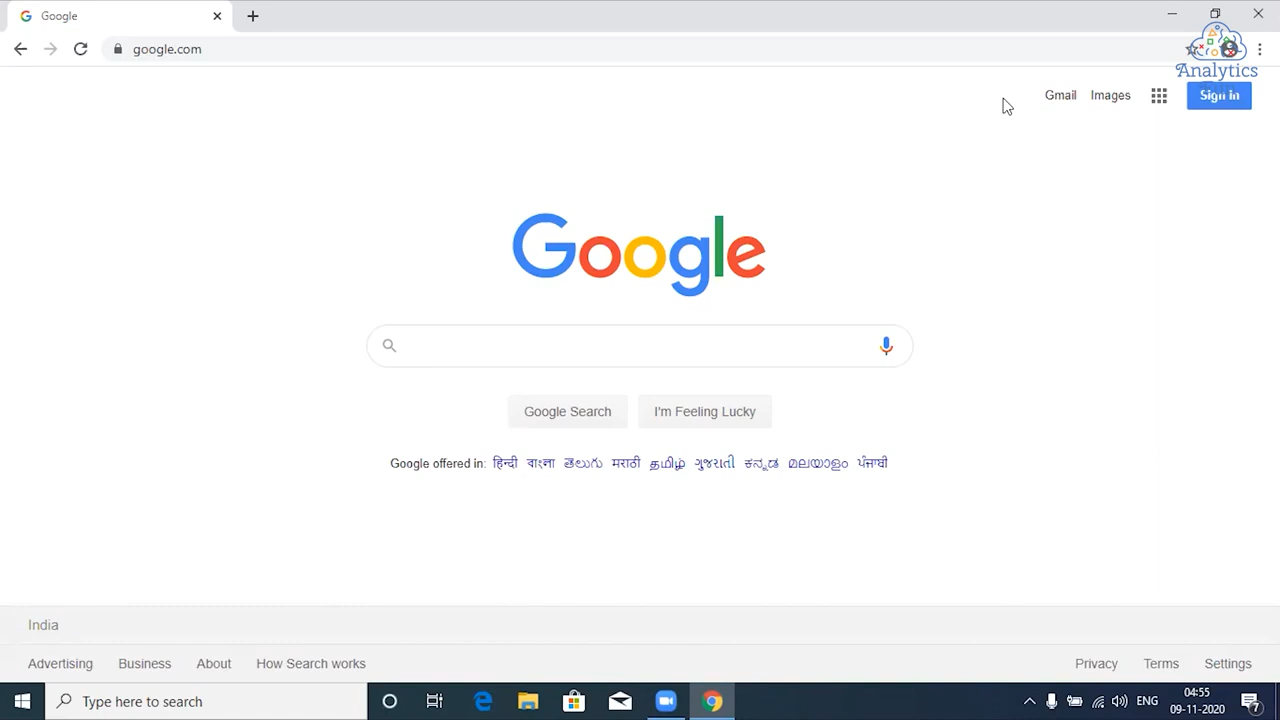 Google
google.com
Analytics
Gmail Images Sign in
Google
Google Search I'm Feeling Lucky
Google offered in: हिन्दी বাংলা తెలుగు मराठी தமிழ் ગુજરાતી ಕನ್ನಡ മലയാളം ਪੰਜਾਬੀ
India
Advertising Business About How Search works Privacy Terms Settings
Type here to search ENG 04:55
09-11-2020 7